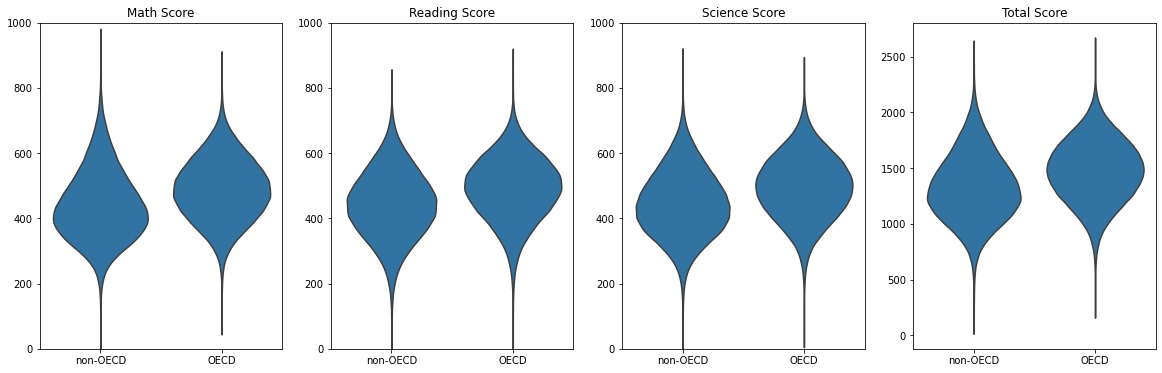 Math Score
1000
800
600
400
200
0
non-OECD
OECD
Reading Score
1000
800
600
400
200
0
non-OECD
OECD
Science Score
1000
800
600
400
200
0
non-OECD
OECD
Total Score
2500
2000
1500
1000
500
0
non-OECD
OECD